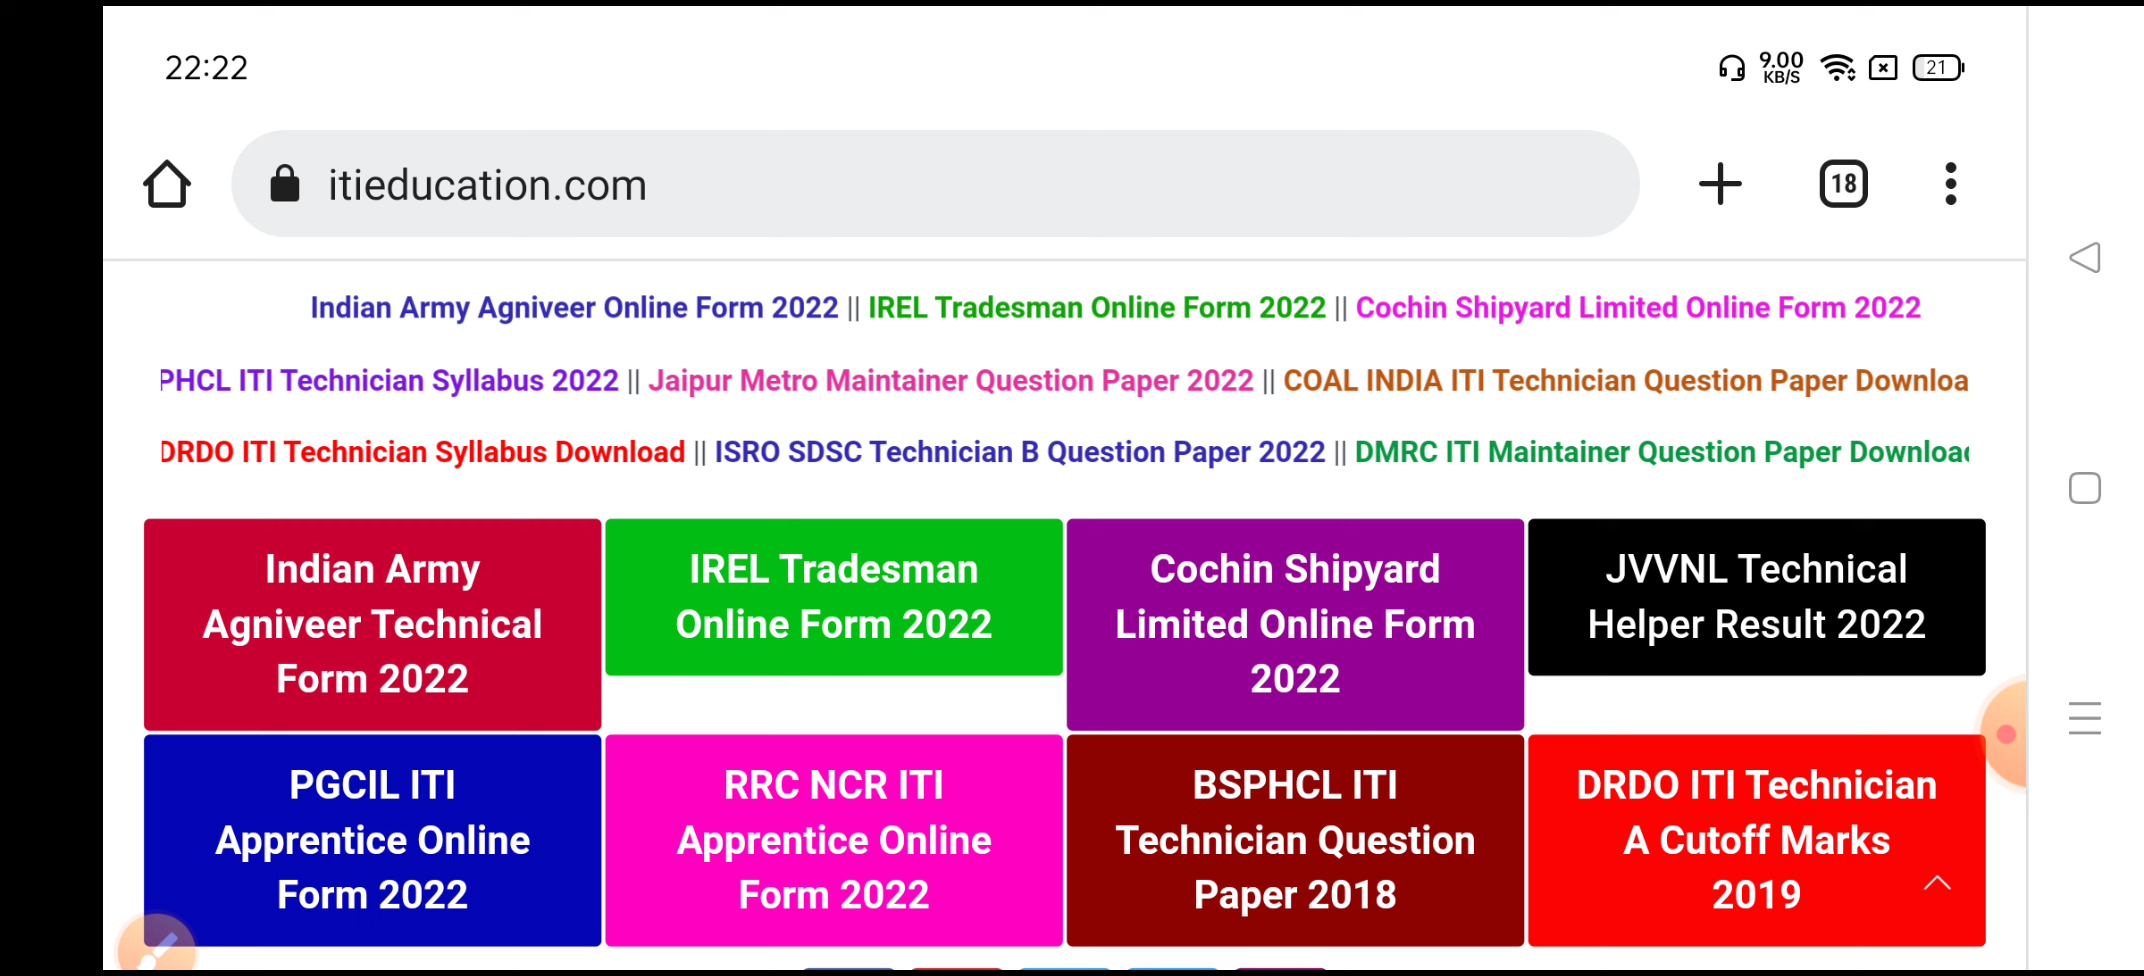 22:22
9.00
KB/S
21
itieducation.com
18
Indian Army Agniveer Online Form 2022 || IREL Tradesman Online Form 2022 || Cochin Shipyard Limited Online Form 2022
PHCL ITI Technician Syllabus 2022 || Jaipur Metro Maintainer Question Paper 2022 || COAL INDIA ITI Technician Question Paper Downloa
DRDO ITI Technician Syllabus Download || ISRO SDSC Technician B Question Paper 2022 || DMRC ITI Maintainer Question Paper Download
Indian Army
Agniveer Technical
Form 2022
IREL Tradesman
Online Form 2022
Cochin Shipyard
Limited Online Form
2022
JVVNL Technical
Helper Result 2022
PGCIL ITI
Apprentice Online
Form 2022
RRC NCR ITI
Apprentice Online
Form 2022
BSPHCL ITI
Technician Question
Paper 2018
DRDO ITI Technician
A Cutoff Marks
2019